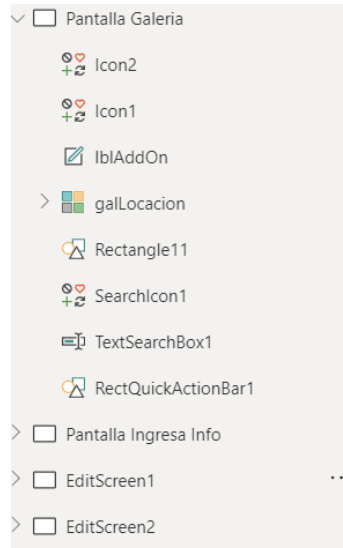 Pantalla Galeria
Icon2
Icon1
lblAddOn
galLocacion
Rectangle11
SearchIcon1
TextSearchBox1
RectQuickActionBar1
Pantalla Ingresa Info
EditScreen1
EditScreen2